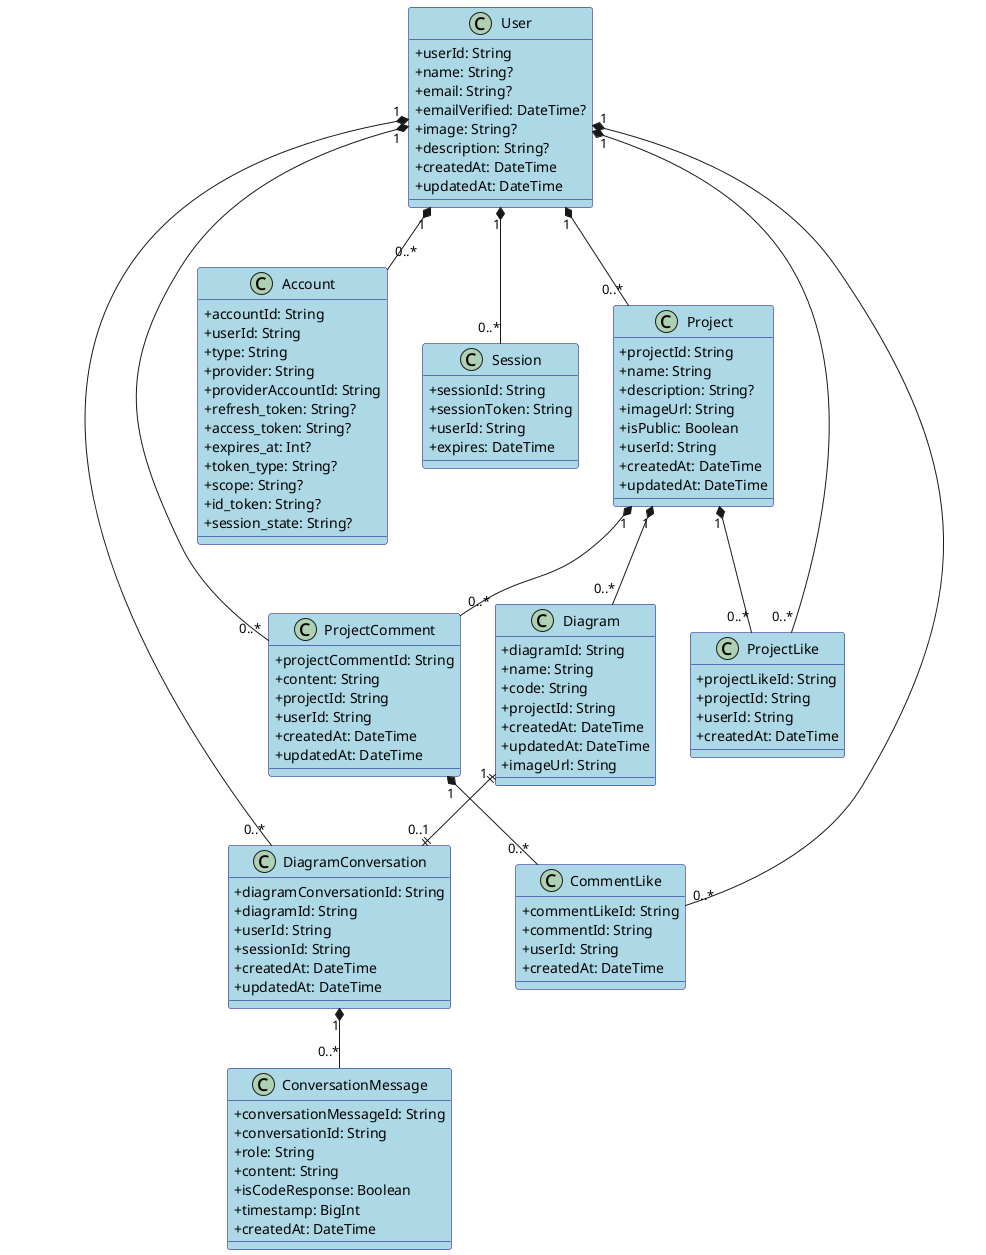 C User
+userId: String
+name: String?
+email: String?
+emailVerified: DateTime?
+image: String?
+description: String?
+createdAt: DateTime
+updatedAt: DateTime
1
1
1
1
1
1
1
0..*
0..*
0..*
C Account
+accountId: String
+userId: String
+type: String
+provider: String
+providerAccountId: String
+refresh_token: String?
+access_token: String?
+expires_at: Int?
+token_type: String?
+scope: String?
+id_token: String?
+session_state: String?
C Session
+sessionId: String
+sessionToken: String
+userId: String
+expires: DateTime
C Project
+projectId: String
+name: String
+description: String?
+imageUrl: String
+isPublic: Boolean
+userId: String
+createdAt: DateTime
+updatedAt: DateTime
1
1
1
0..*
0..*
0..*
0..*
0..*
C ProjectComment
+projectCommentId: String
+content: String
+projectId: String
+userId: String
+createdAt: DateTime
+updatedAt: DateTime
C Diagram
+diagramId: String
+name: String
+code: String
+projectId: String
+createdAt: DateTime
+updatedAt: DateTime
+imageUrl: String
C ProjectLike
+projectLikeId: String
+projectId: String
+userId: String
+createdAt: DateTime
1
1
0..*
0..1
0..*
0..*
C DiagramConversation
+diagramConversationId: String
+diagramId: String
+userId: String
+sessionId: String
+createdAt: DateTime
+updatedAt: DateTime
C CommentLike
+commentLikeId: String
+commentId: String
+userId: String
+createdAt: DateTime
1
0..*
C ConversationMessage
+conversationMessageId: String
+conversationId: String
+role: String
+content: String
+isCodeResponse: Boolean
+timestamp: BigInt
+createdAt: DateTime